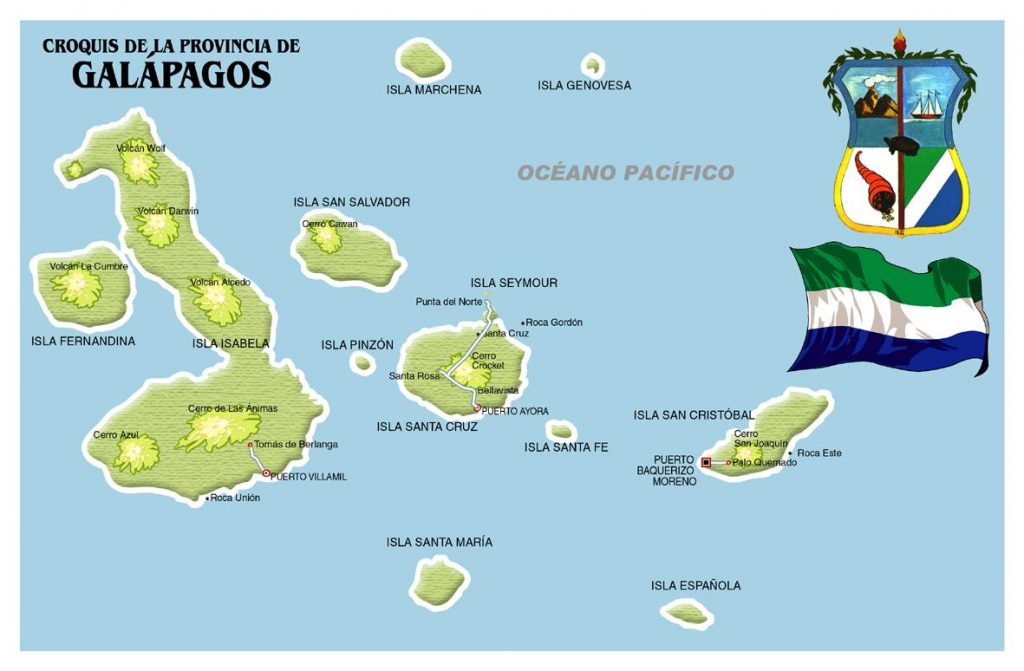 CROQUIS DE LA PROVINCIA DE
GALÁPAGOS
ISLA MARCHENA
ISLA GENOVESA
OCÉANO PACÍFICO
Volcán Wolf
Volcán Darwin
ISLA SAN SALVADOR
Cerro Cawan
Volcán La Cumbre
Volcán Alcedo
ISLA FERNANDINA
ISLA ISABELA
ISLA SEYMOUR
Punta del Norte
Roca Gordón
Santa Cruz
ISLA PINZÓN
Cerro
Crocket
Santa Rosa
Bellavista
PUERTO AYORA
ISLA SANTA CRUZ
ISLA SANTA FE
Cerro de Las Ánimas
Cerro Azul
Tomás de Berlanga
PUERTO VILLAMIL
Roca Unión
ISLA SAN CRISTÓBAL
Cerro
San Joaquín
Roca Este
PUERTO
BAQUERIZO
MORENO
Palo Quemado
ISLA SANTA MARÍA
ISLA ESPAÑOLA